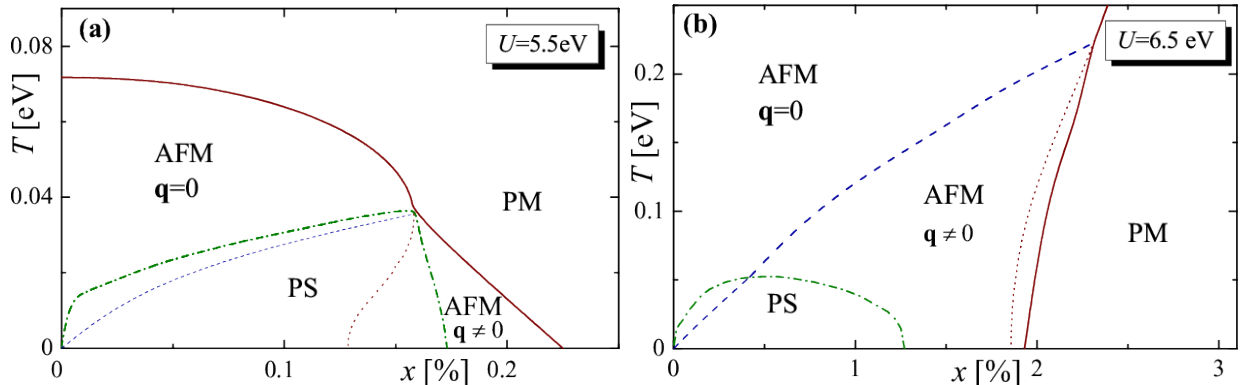 (a)
U=5.5eV
0.08
T [eV]
AFM
q=0
0.04
PM
PS
AFM
q ≠ 0
0
0
0.1
x [%]
0.2
(b)
U=6.5 eV
0.2
AFM
q=0
T [eV]
AFM
q ≠ 0
0.1
PM
PS
0
0
1
x [%]
2
3